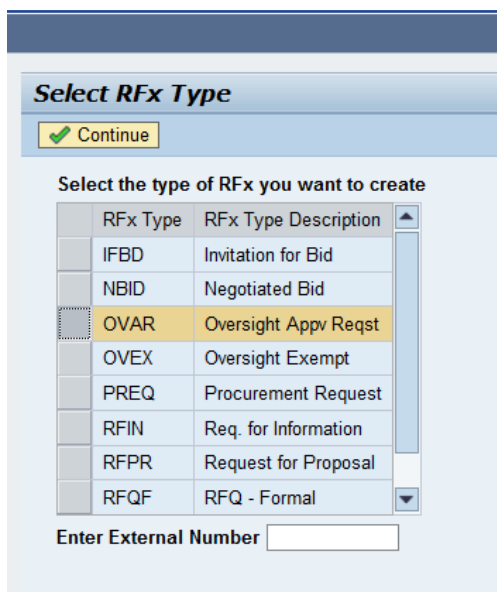 Select RFx Type
Continue
Select the type of RFx you want to create
RFx Type RFx Type Description
IFBD Invitation for Bid
NBID Negotiated Bid
OVAR Oversight Appv Reqst
OVEX Oversight Exempt
PREQ Procurement Request
RFIN Req. for Information
RFPR Request for Proposal
RFQF RFQ - Formal
Enter External Number